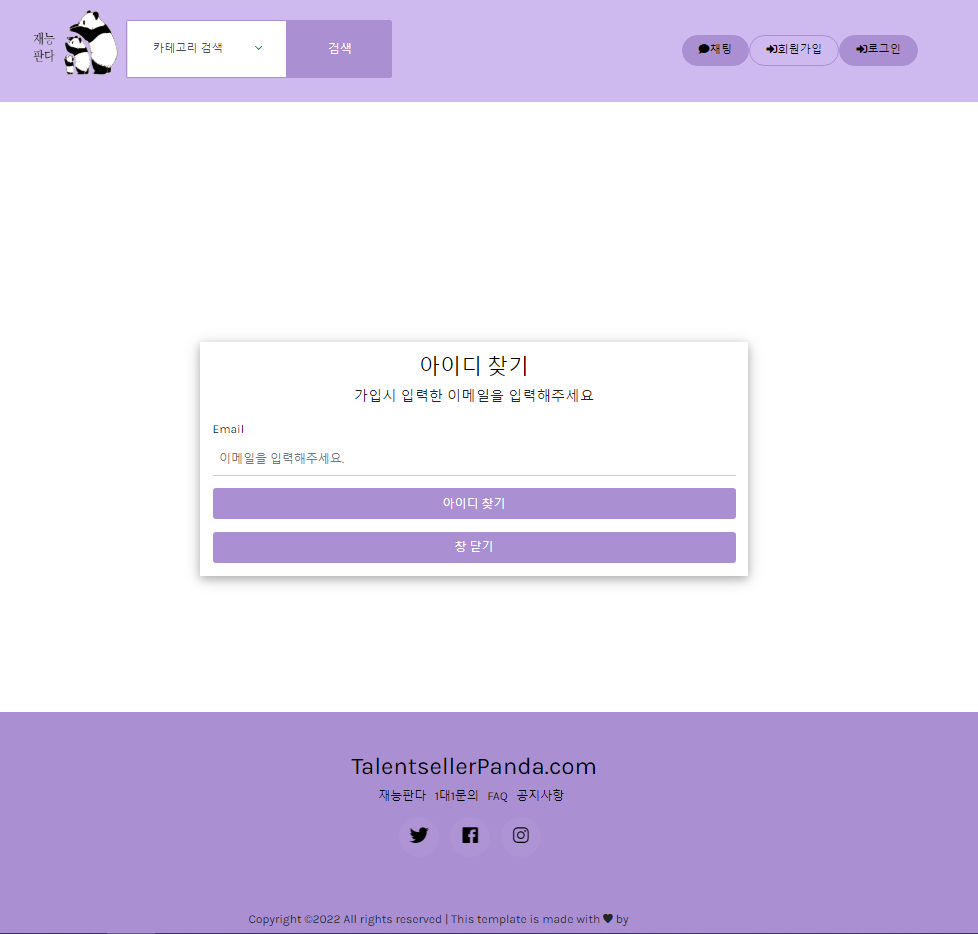 재능
판다
카테고리 검색
검색
채팅
회원가입
로그인
아이디 찾기
가입시 입력한 이메일을 입력해주세요
Email
이메일을 입력해주세요.
아이디 찾기
창 닫기
TalentsellerPanda.com
재능판다 1대1문의 FAQ 공지사항
Copyright ©2022 All rights reserved | This template is made with ♥ by